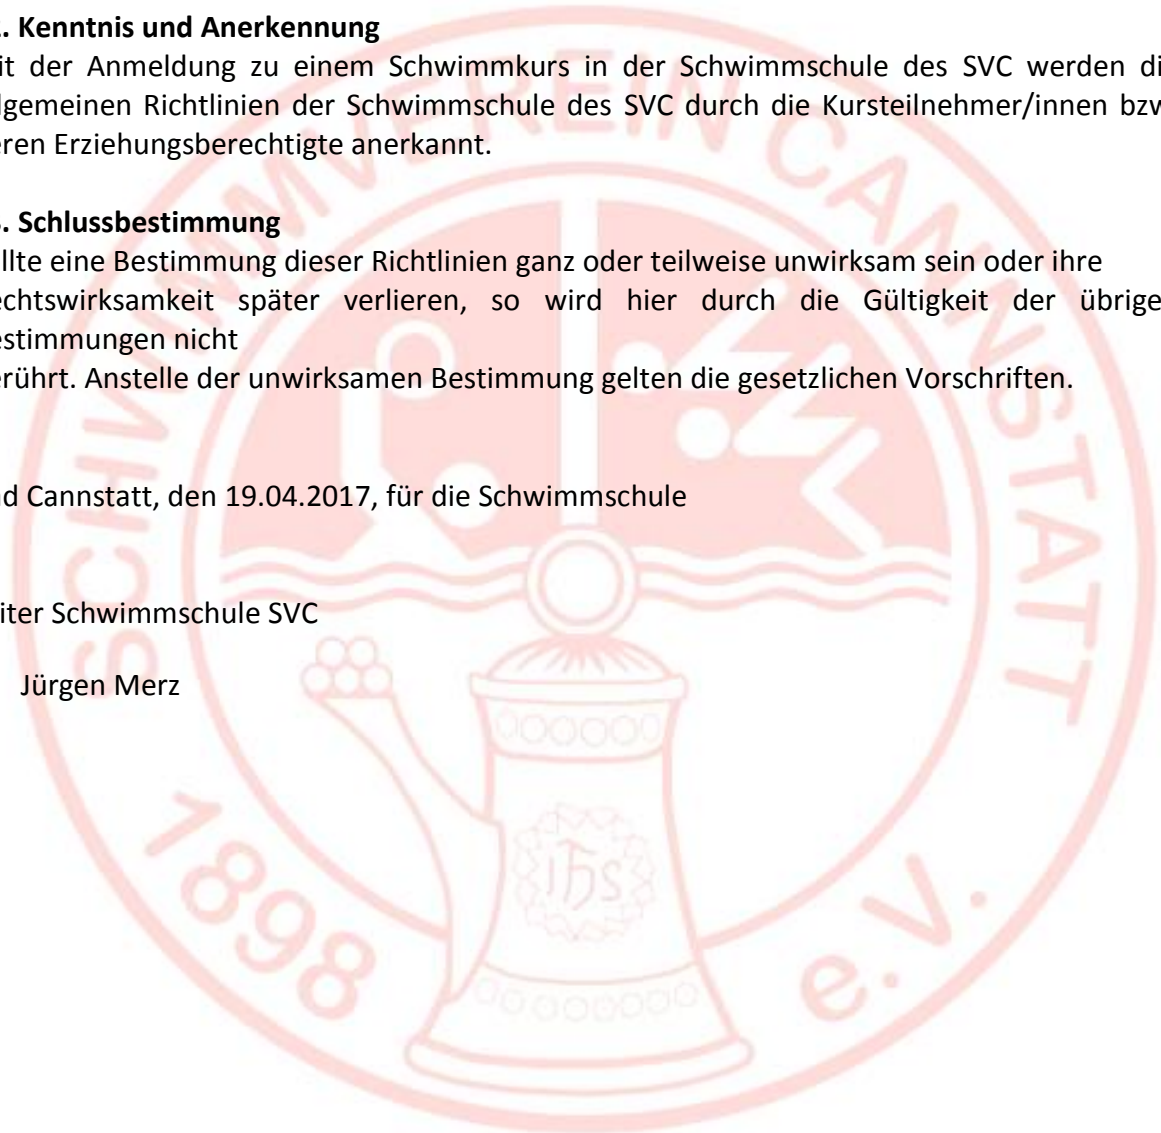 . Kenntnis und Anerkennung
it der Anmeldung zu einem Schwimmkurs in der Schwimmschule des SVC werden di
lgemeinen Richtlinien der Schwimmschule des SVC durch die Kursteilnehmer/innen bzw
eren Erziehungsberechtigte anerkannt.
. Schlussbestimmung
llte eine Bestimmung dieser Richtlinien ganz oder teilweise unwirksam sein oder ihre
echtswirksamkeit später verlieren, so wird hier durch die Gültigkeit der übrige
estimmungen nicht
erührt. Anstelle der unwirksamen Bestimmung gelten die gesetzlichen Vorschriften.
d Cannstatt, den 19.04.2017, für die Schwimmschule
iter Schwimmschule SVC
Jürgen Merz
SCHWIMMVEREIN CANNSTATT
1898 e.V.
IHS